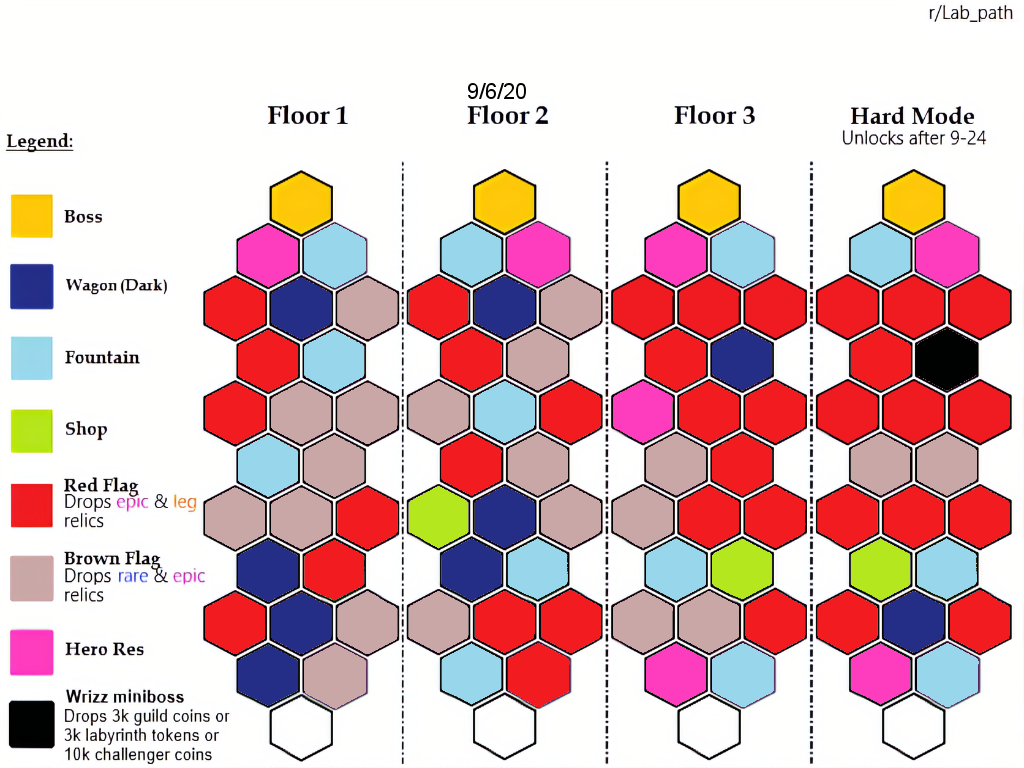 r/Lab_path
9/6/20
Floor 1
Floor 2
Floor 3
Hard Mode
Unlocks after 9-24
Legend:
Boss
Wagon (Dark)
Fountain
Shop
Red Flag
Drops epic & leg
relics
Brown Flag
Drops rare & epic
relics
Hero Res
Wrizz miniboss
Drops 3k guild coins or
3k labyrinth tokens or
10k challenger coins